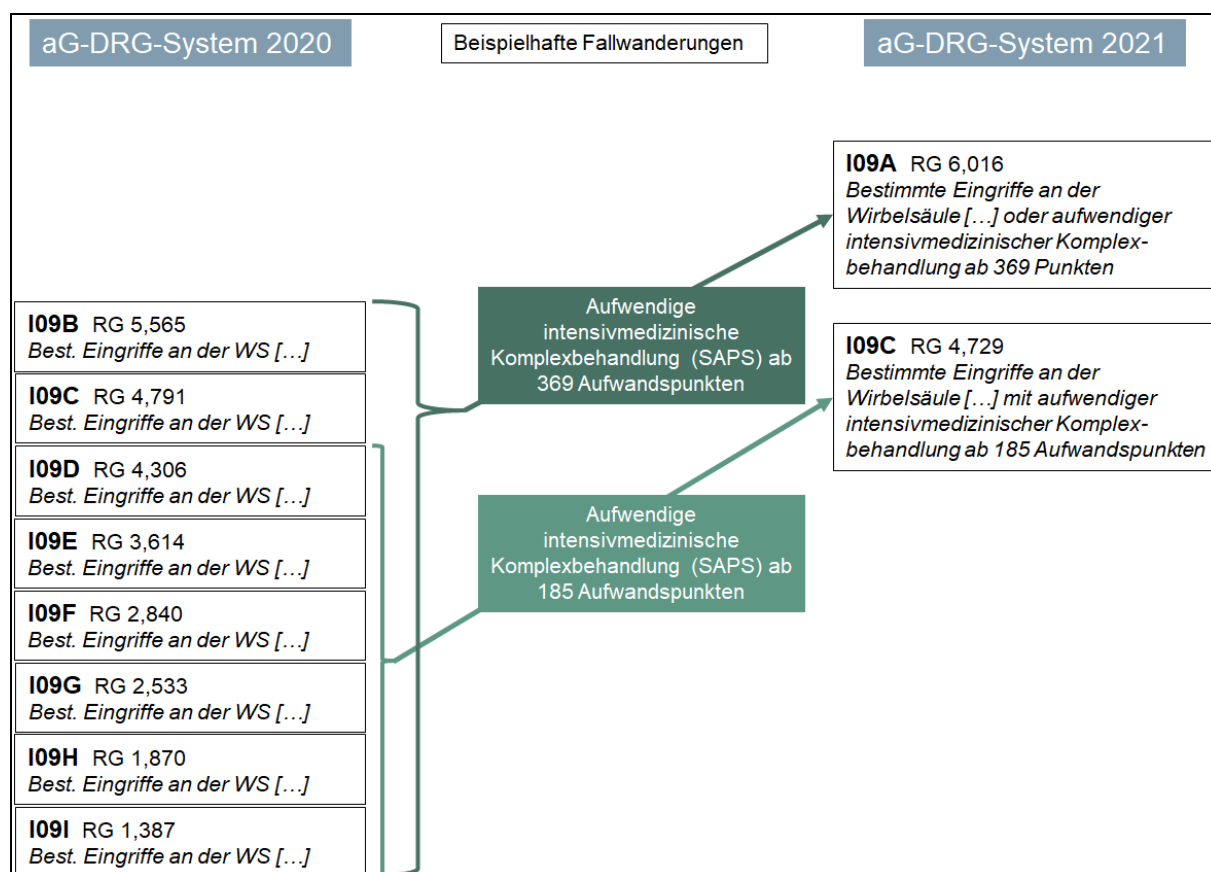 aG-DRG-System 2020
Beispielhafte Fallwanderungen
aG-DRG-System 2021
I09A RG 6,016
Bestimmte Eingriffe an der
Wirbelsäule […] oder aufwendiger
intensivmedizinischer Komplex-
behandlung ab 369 Punkten
I09C RG 4,729
Bestimmte Eingriffe an der
Wirbelsäule […] mit aufwendiger
intensivmedizinischer Komplex-
behandlung ab 185 Aufwandspunkten
Aufwendige
intensivmedizinische
Komplexbehandlung (SAPS) ab
369 Aufwandspunkten
Aufwendige
intensivmedizinische
Komplexbehandlung (SAPS) ab
185 Aufwandspunkten
I09B RG 5,565
Best. Eingriffe an der WS […]
I09C RG 4,791
Best. Eingriffe an der WS […]
I09D RG 4,306
Best. Eingriffe an der WS […]
I09E RG 3,614
Best. Eingriffe an der WS […]
I09F RG 2,840
Best. Eingriffe an der WS […]
I09G RG 2,533
Best. Eingriffe an der WS […]
I09H RG 1,870
Best. Eingriffe an der WS […]
I09I RG 1,387
Best. Eingriffe an der WS […]